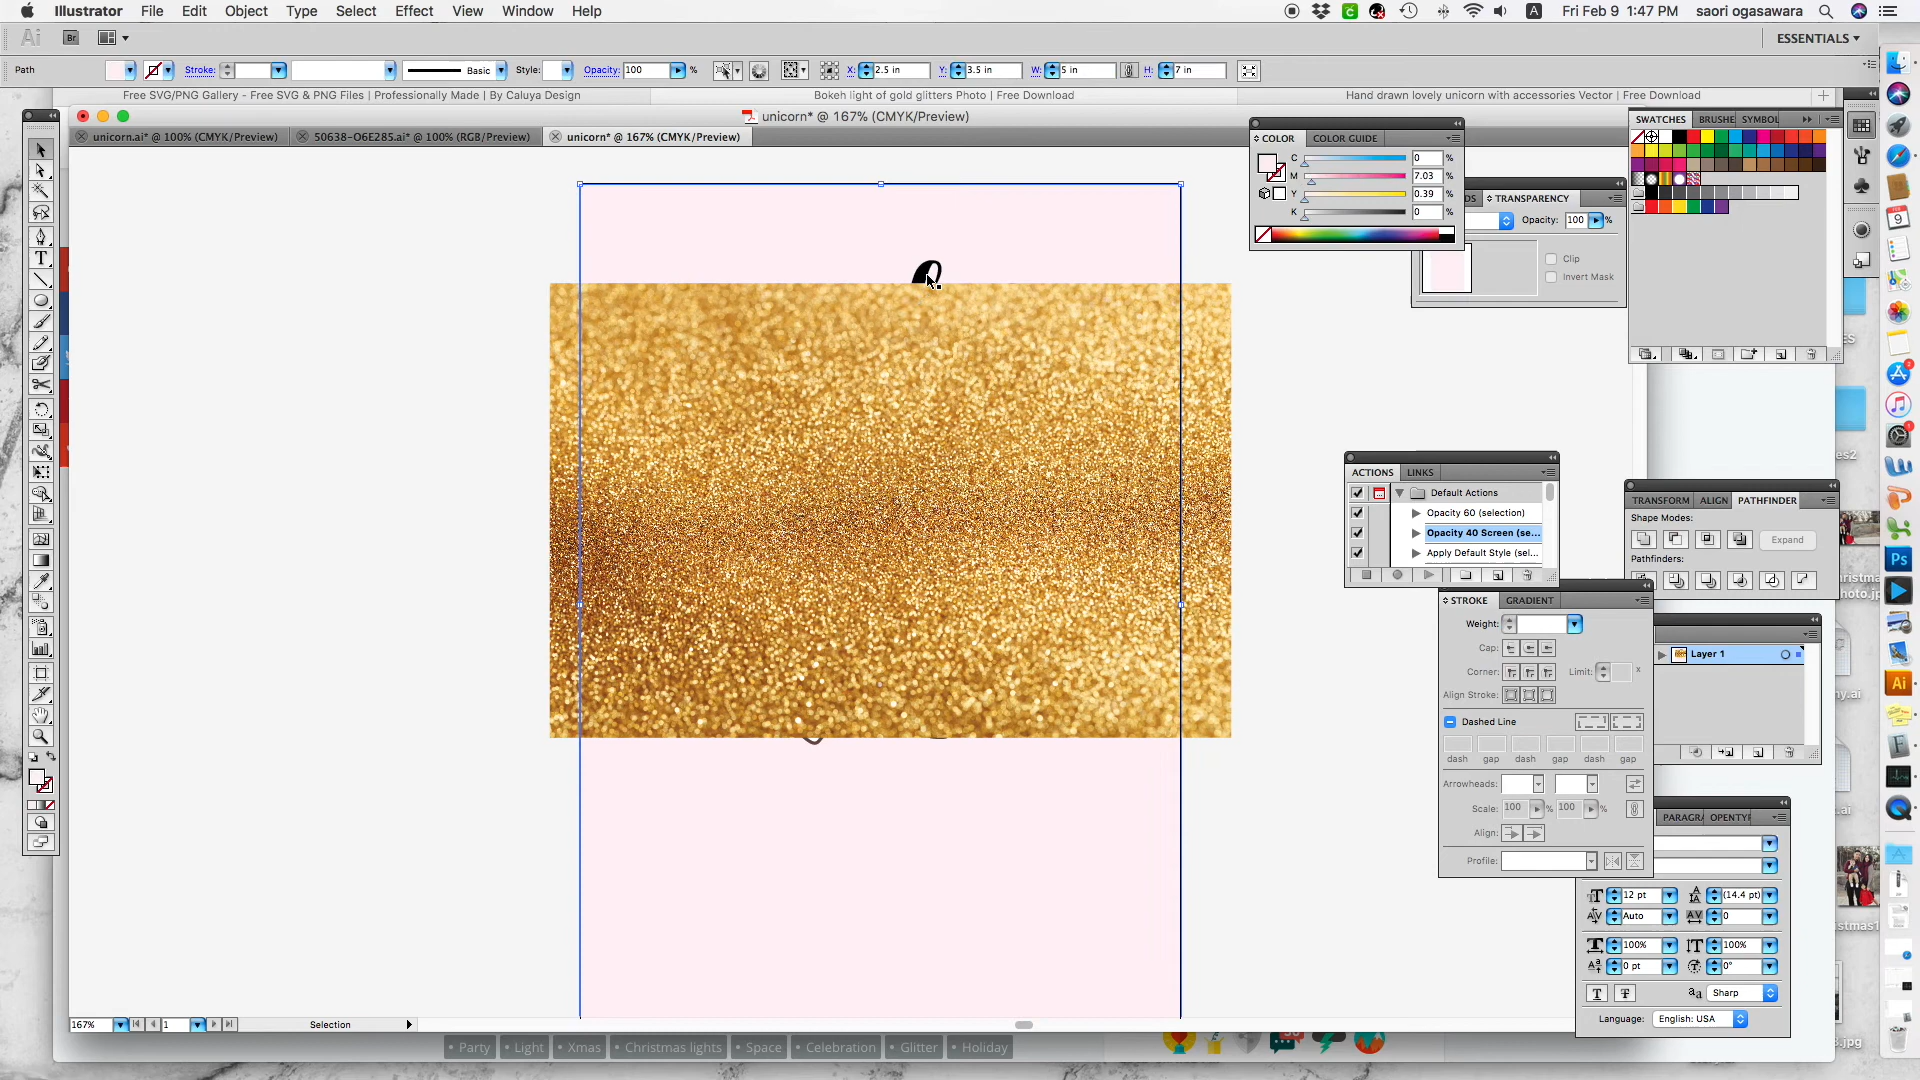 Illustrator File Edit Object Type Select Effect View Window Help
Fri Feb 9 1:47 PM saori ogasawara
Ai Br ESSENTIALS
Path Stroke: Basic Style: Opacity: 100 % X: 2.5 in Y: 3.5 in W: 5 in H: 7 in
Free SVG/PNG Gallery - Free SVG & PNG Files | Professionally Made | By Caluya Design
Bokeh light of gold glitters Photo | Free Download
Hand drawn lovely unicorn with accessories Vector | Free Download
unicorn* @ 167% (CMYK/Preview)
unicorn.ai* @ 100% (CMYK/Preview)
50638-O6E285.ai* @ 100% (RGB/Preview)
unicorn* @ 167% (CMYK/Preview)
COLOR COLOR GUIDE
C 0 %
M 7.03 %
Y 0.39 %
K 0 %
SWATCHES BRUSHE SYMBOL
TRANSPARENCY
Opacity: 100 %
Clip
Invert Mask
ACTIONS LINKS
Default Actions
Opacity 60 (selection)
Opacity 40 Screen (se...
Apply Default Style (sel...
TRANSFORM ALIGN PATHFINDER
Shape Modes:
Expand
Pathfinders:
STROKE GRADIENT
Weight:
Cap:
Corner: Limit: x
Align Stroke:
Dashed Line
dash gap dash gap dash gap
Arrowheads:
Scale: 100 % 100 %
Align:
Profile:
Layer 1
PARAGRA OPENTYI
12 pt (14.4 pt)
Auto 0
100% 100%
0 pt 0°
Sharp
Language: English: USA
167% 1 Selection
Party Light Xmas Christmas lights Space Celebration Glitter Holiday